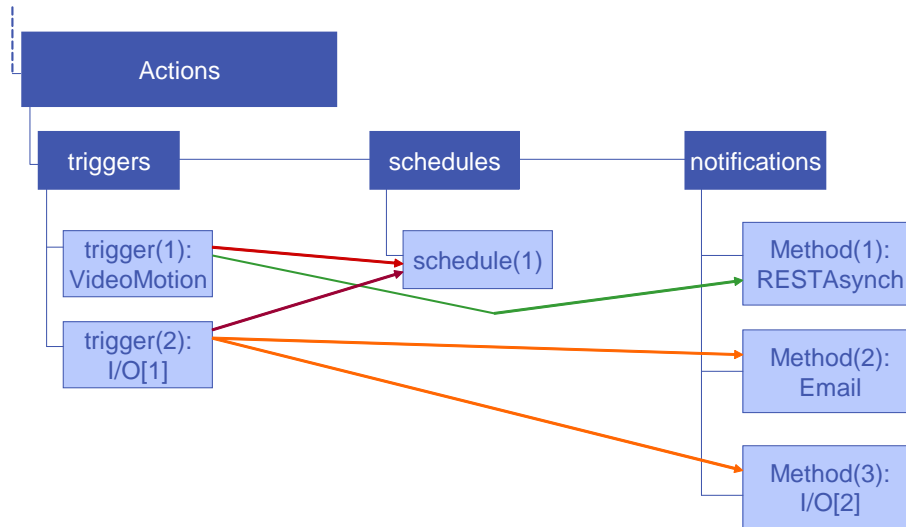 Actions
triggers
schedules
notifications
trigger(1):
VideoMotion
schedule(1)
Method(1):
RESTAsynch
trigger(2):
I/O[1]
Method(2):
Email
Method(3):
I/O[2]